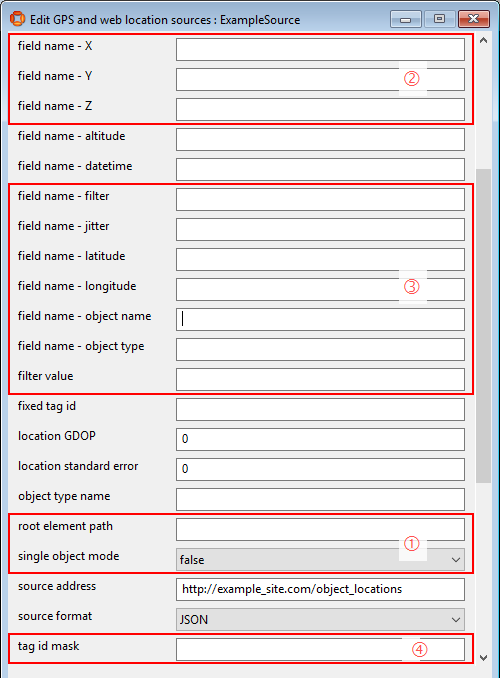 Edit GPS and web location sources : ExampleSource
field name - X
field name - Y
②
field name - Z
field name - altitude
field name - datetime
field name - filter
field name - jitter
field name - latitude
field name - longitude
③
field name - object name
field name - object type
filter value
fixed tag id
location GDOP 0
location standard error 0
object type name
root element path
①
single object mode false
source address http://example_site.com/object_locations
source format JSON
tag id mask
④